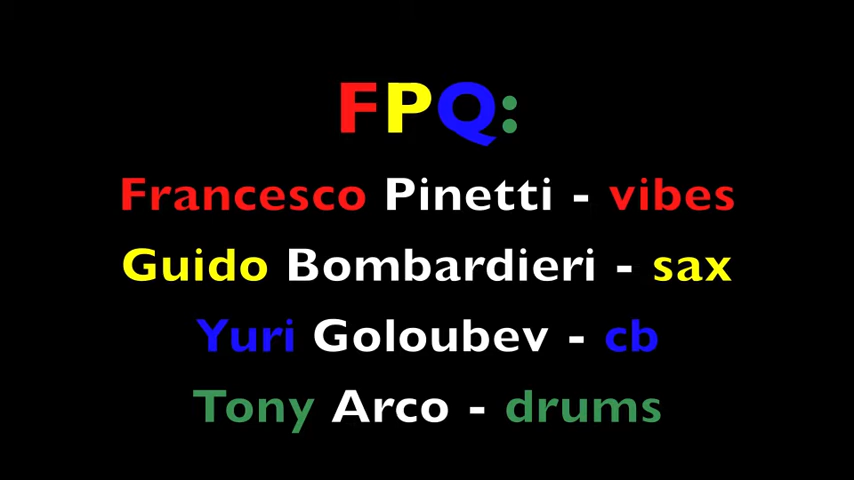 FPQ:
Francesco Pinetti - vibes
Guido Bombardieri - sax
Yuri Goloubev - cb
Tony Arco - drums